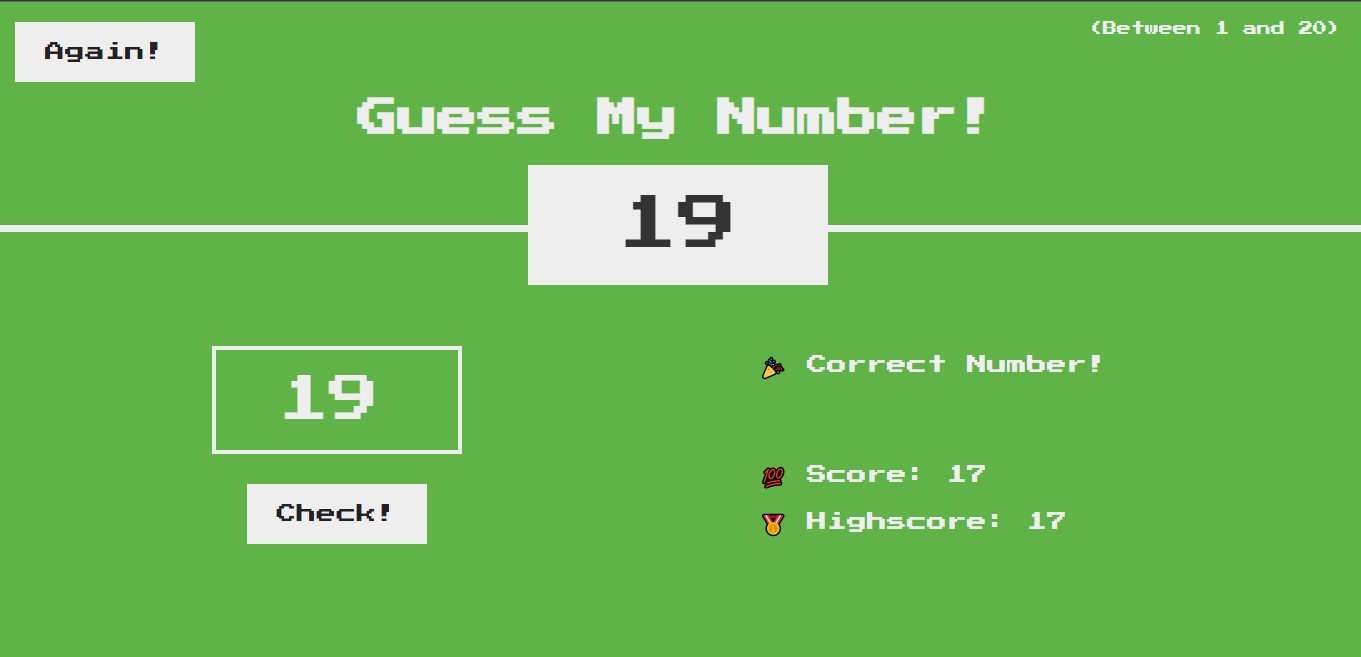 Again!
(Between 1 and 20)
Guess My Number!
19
19
Check!
🎉 Correct Number!
💯 Score: 17
🥇 Highscore: 17